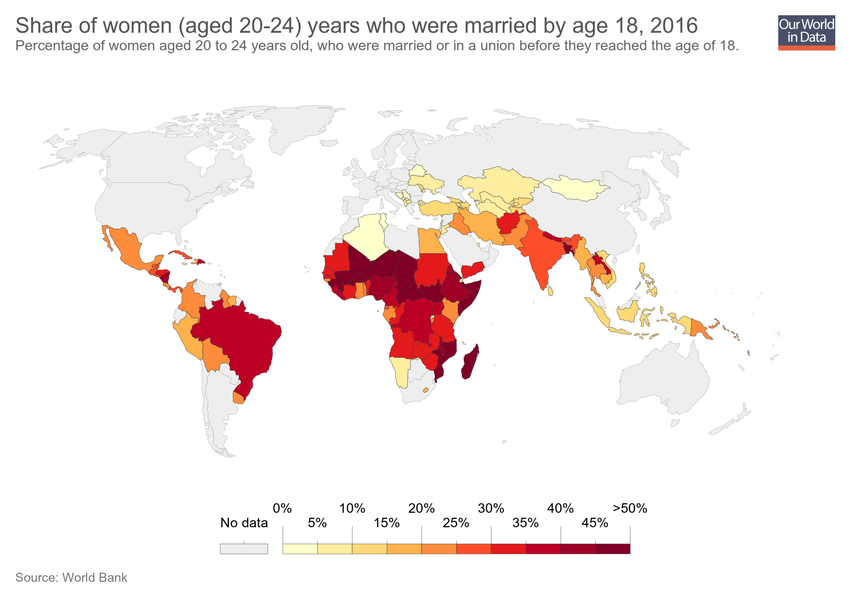 Share of women (aged 20-24) years who were married by age 18, 2016
Percentage of women aged 20 to 24 years old, who were married or in a union before they reached the age of 18.
Our World
in Data
0% 10% 20% 30% 40% >50%
No data 5% 15% 25% 35% 45%
Source: World Bank